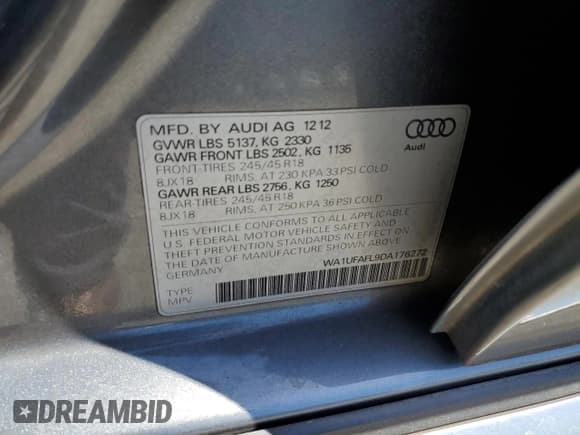 MFD. BY AUDI AG 12 12
GVWR LBS 5137, KG 2330
GAWR FRONT LBS 2502, KG 1135
FRONT-TIRES 245/45 R18
8JX18 RIMS, AT 230 KPA 33 PSI COLD
GAWR REAR LBS 2756, KG 1250
REAR-TIRES 245/45 R18
8JX18 RIMS, AT 250 KPA 36 PSI COLD
Audi
THIS VEHICLE CONFORMS TO ALL APPLICABLE
U.S. FEDERAL MOTOR VEHICLE SAFETY AND
THEFT PREVENTION STANDARDS IN EFFECT ON
THE DATE OF MANUFACTURE SHOWN ABOVE.
GERMANY
WA1UFAFL9DA176272
TYPE
MPV
DREAMBID